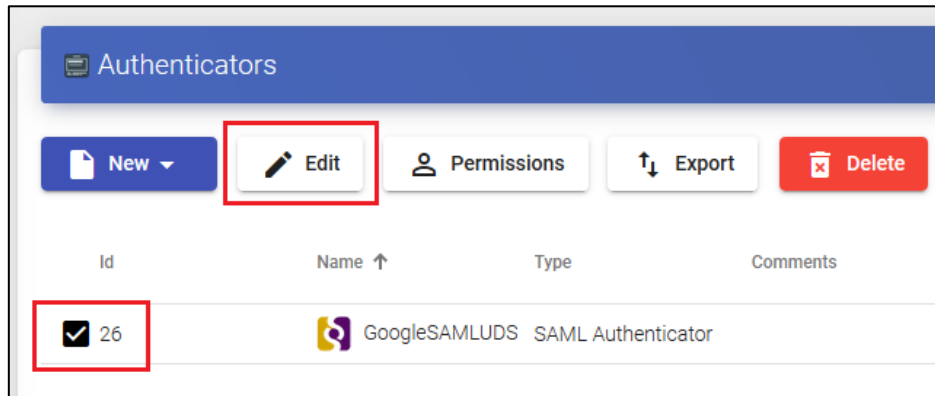 Authenticators
New Edit Permissions Export Delete
Id Name Type Comments
26 GoogleSAMLUDS SAML Authenticator